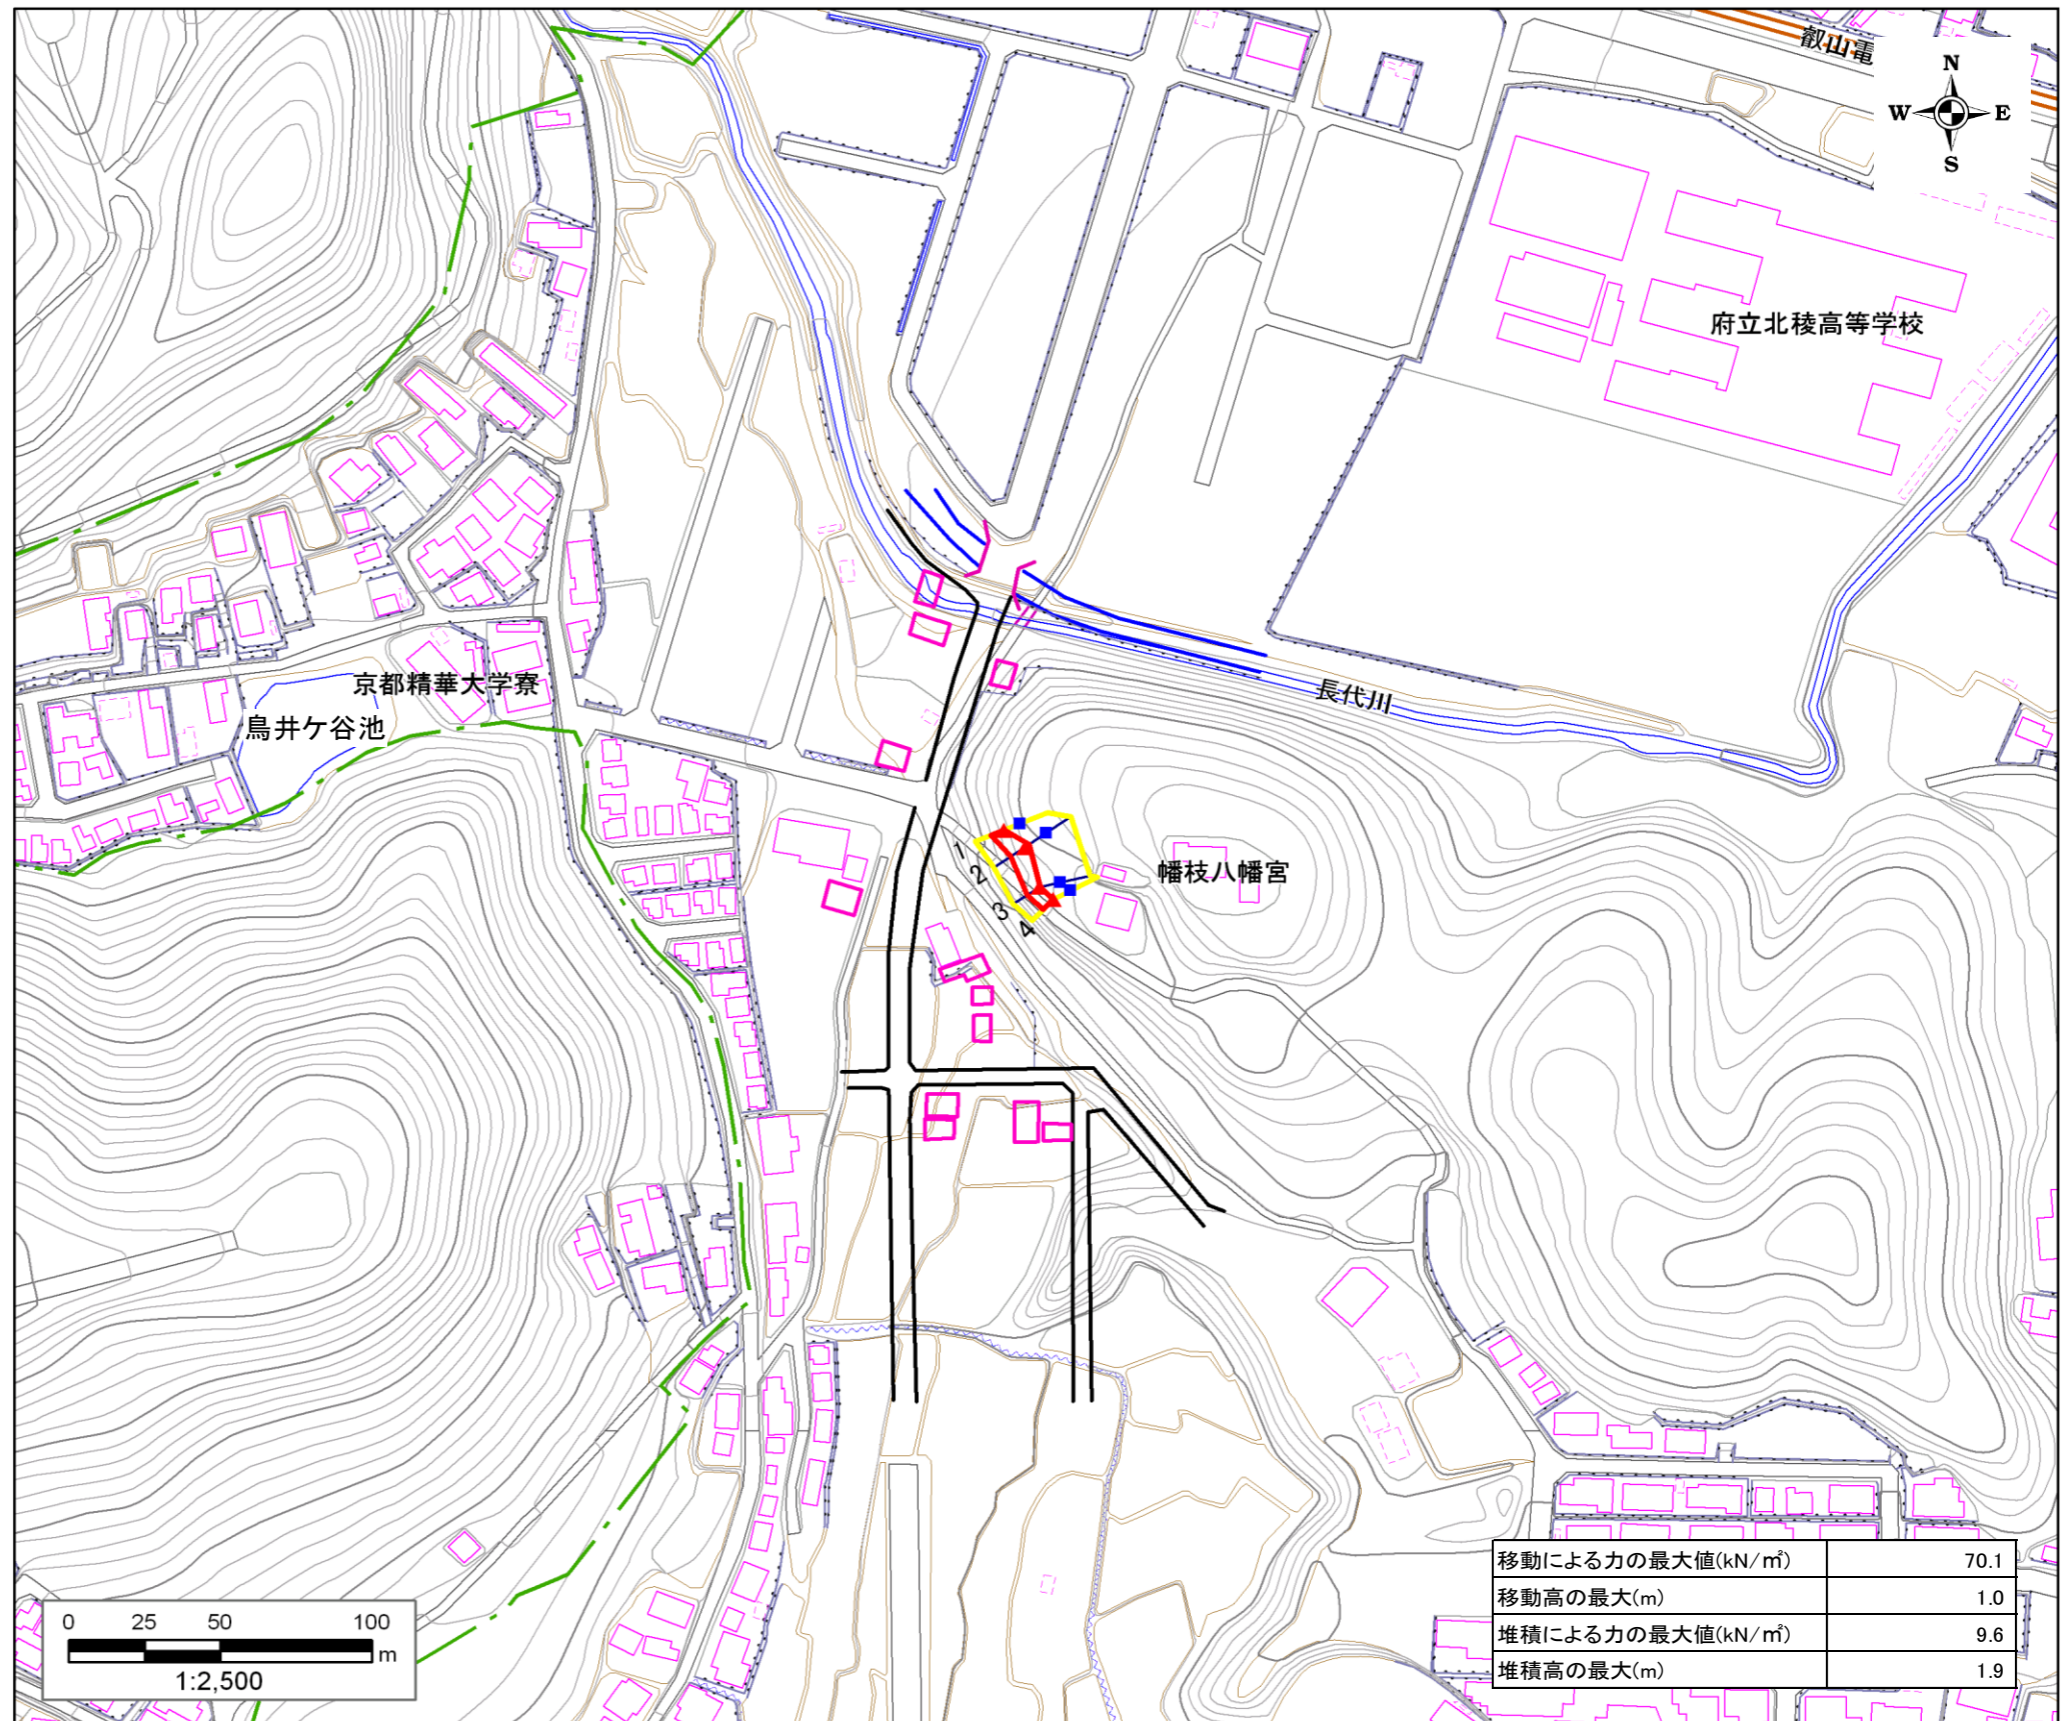 叡山電
N
W E
S
府立北稜高等学校
京都精華大学寮
鳥井ケ谷池
長代川
幡枝八幡宮
1
2
3
4
移動による力の最大値(kN/㎡) 70.1
移動高の最大(m) 1.0
堆積による力の最大値(kN/㎡) 9.6
堆積高の最大(m) 1.9
0 25 50 100
m
1:2,500